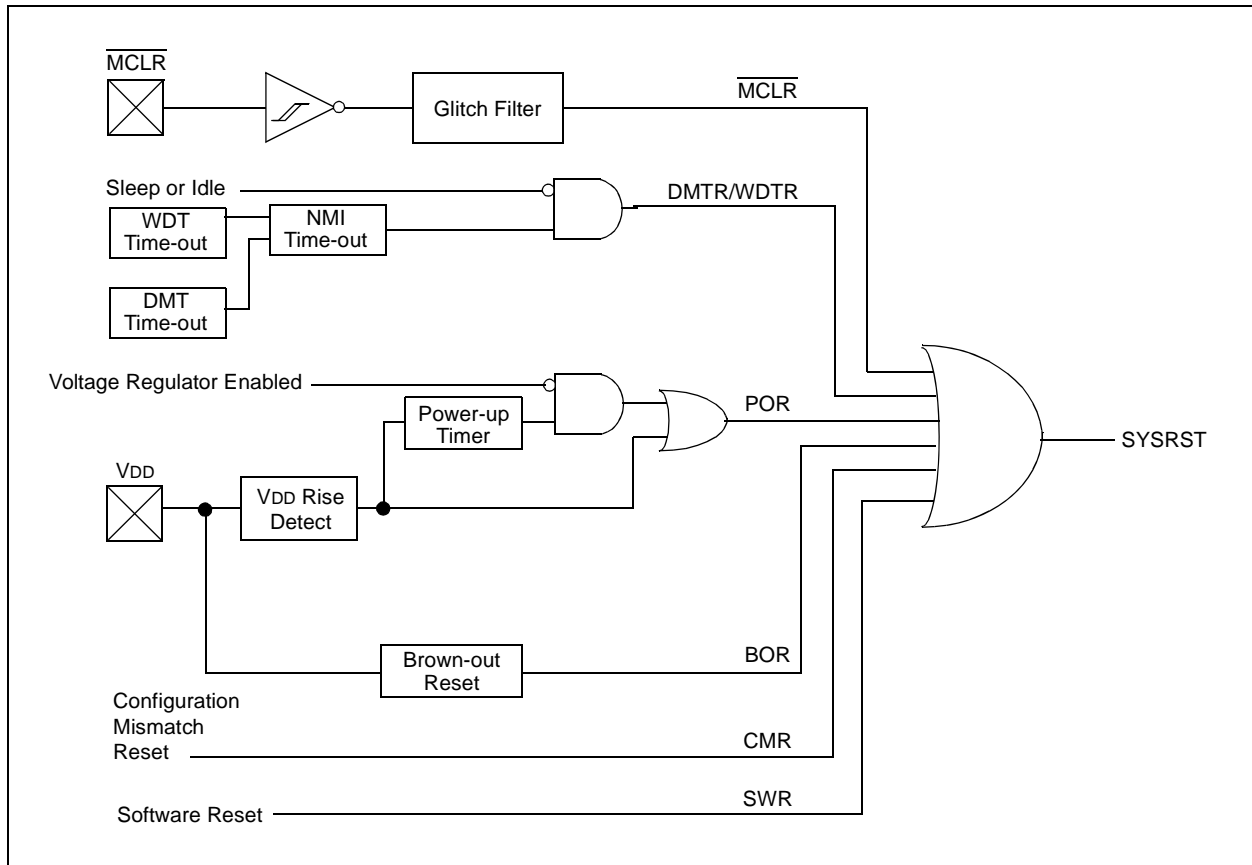 MCLR
Glitch Filter
MCLR
Sleep or Idle
DMTR/WDTR
WDT
Time-out
NMI
Time-out
DMT
Time-out
Voltage Regulator Enabled
Power-up
Timer
POR
SYSRST
VDD
VDD Rise
Detect
Brown-out
Reset
BOR
Configuration
Mismatch
Reset
CMR
Software Reset
SWR